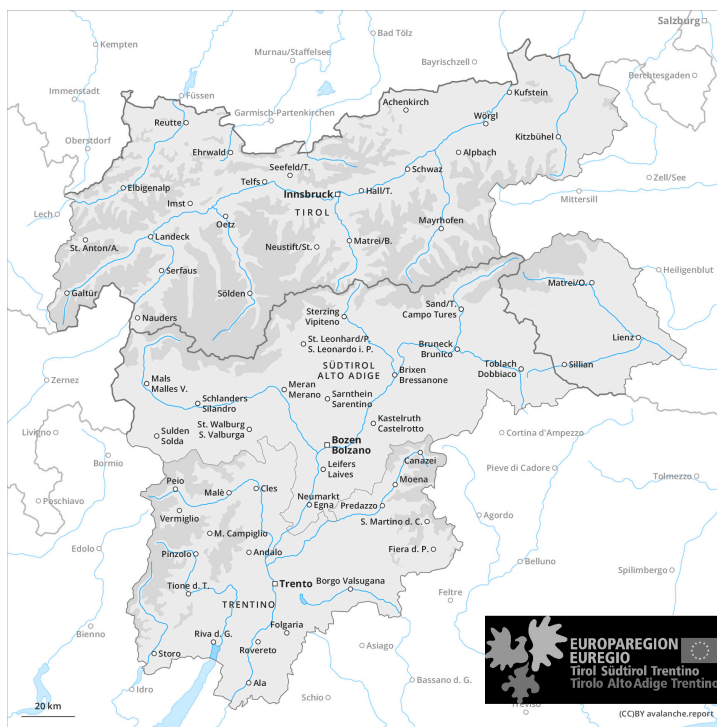 Salzburg
Bad Tölz
Kempten
Murnau/Staffelsee
Bayrischzell
Berchtesgaden
Immenstadt
Füssen
Kufstein
Achenkirch
Garmisch-Partenkirchen
Reutte
Wörgl
Kitzbühel
Oberstdorf
Ehrwald
Alpbach
Seefeld/T.
Schwaz
Telfs
Zell/See
Elbigenalp
Innsbruck
Hall/T.
Mittersill
Imst
TIROL
Lech
Oetz
Mayrhofen
Landeck
Neustift/St.
Matrei/B.
St. Anton/A.
Serfaus
Heiligenblut
Matrei/O.
Galtür
Sölden
Sand/T.
Campo Tures
Nauders
Sterzing
Vipiteno
Lienz
St. Leonhard/P.
S. Leonardo i. P.
Bruneck
Brunico
SÜDTIROL
ALTO ADIGE
Toblach
Dobbiaco
Sillian
Brixen
Bressanone
Zernez
Mals
Malles V.
Meran
Merano
Schlanders
Silandro
Sarnthein
Sarentino
Kastelruth
Castelrotto
St. Walburg
S. Valburga
Livigno
Sulden
Solda
Bozen
Bolzano
Cortina d'Ampezzo
Bormio
Canazei
Leifers
Laives
Pieve di Cadore
Tolmezzo
Peio
Moena
Malè
Cles
Poschiavo
Neumarkt
Egna
Predazzo
Vermiglio
Agordo
S. Martino d. C.
M. Campiglio
Edolo
Fiera d. P.
Pinzolo
Andalo
Belluno
Spilimbergo
Trento
Borgo Valsugana
Tione d. T.
Feltre
TRENTINO
Folgaria
Bienno
Riva d. G.
Rovereto
Asiago
Storo
Ala
Bassano d. G.
Idro
Schio
Treviso
EUROPAREGION
EUREGIO
Tirol Südtirol Trentino
Tirolo Alto Adige Trentino
20 km
(CC)BY avalanche.report